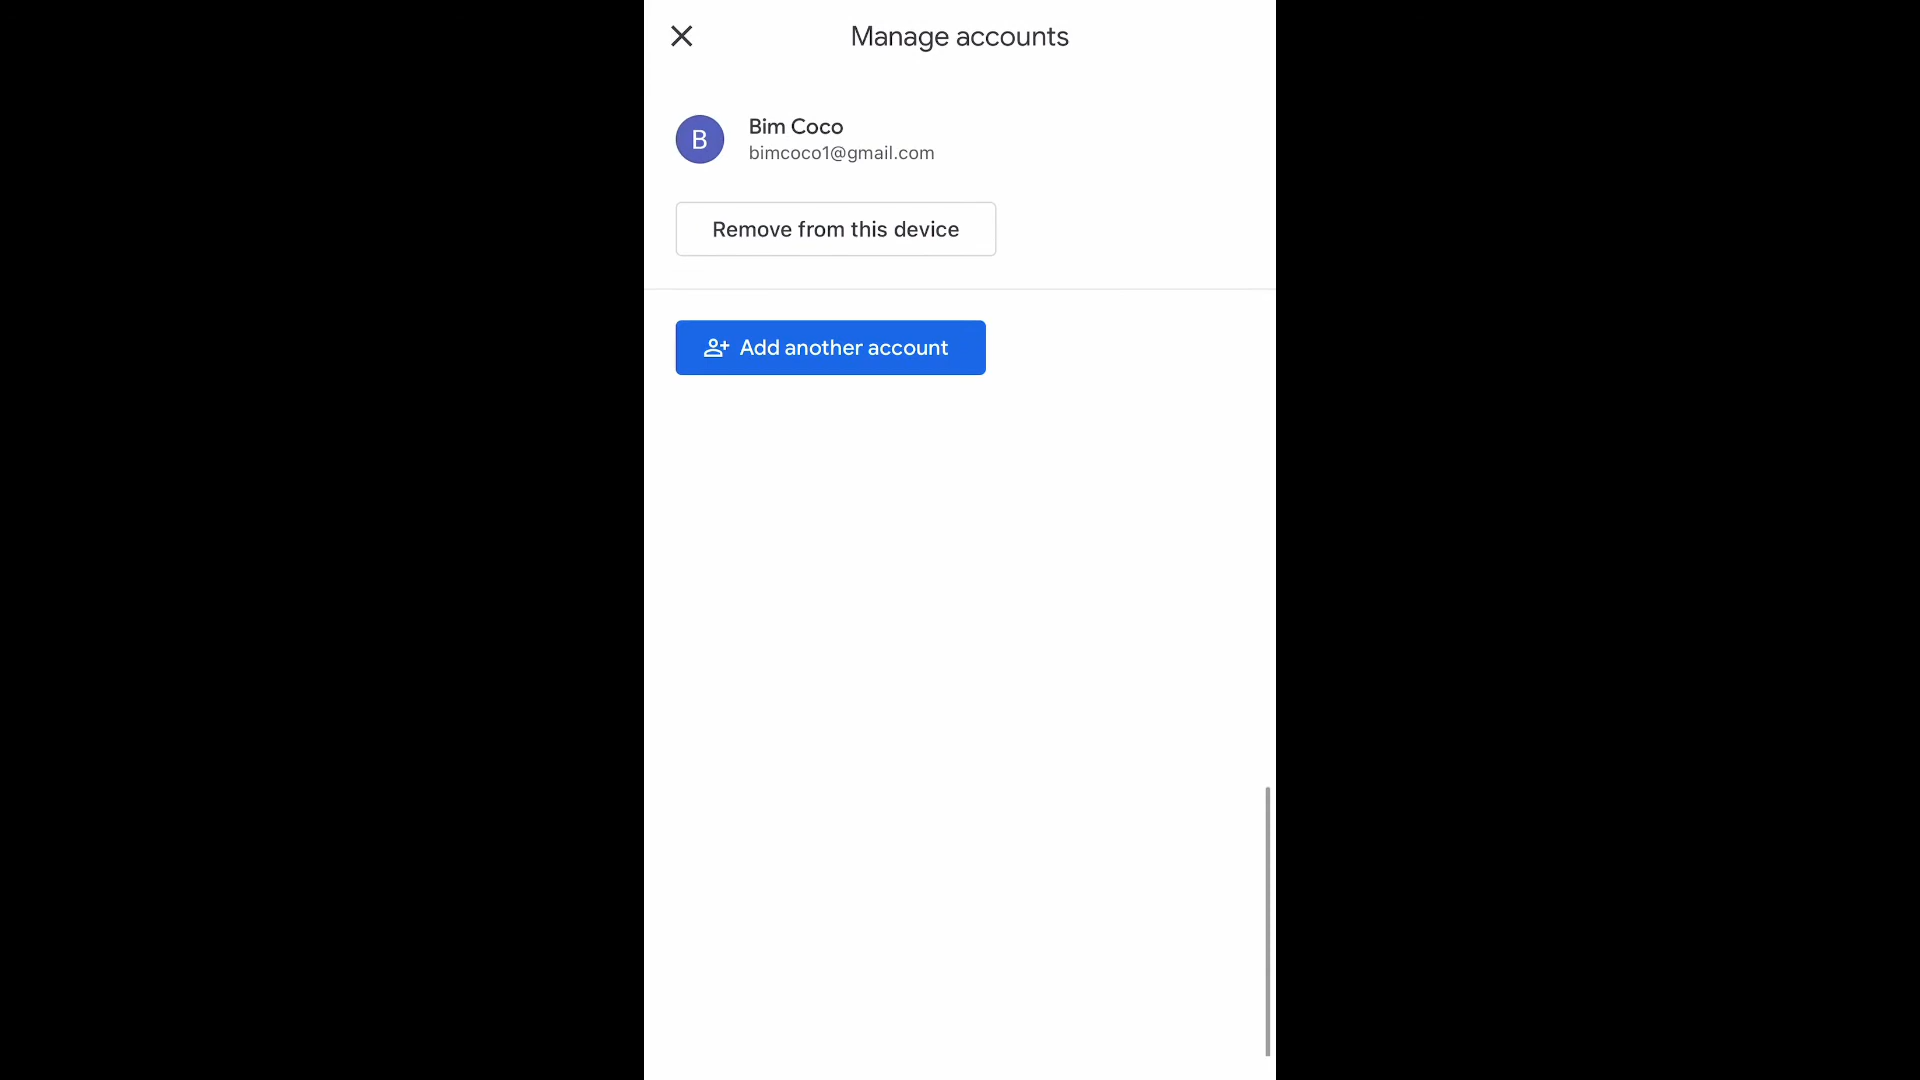 Manage accounts
B
Bim Coco
bimcoco1@gmail.com
Remove from this device
Add another account